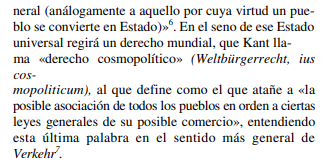 neral (análogamente a aquello por cuya virtud un pue-
blo se convierte en Estado)»6. En el seno de ese Estado
universal regirá un derecho mundial, que Kant lla-
ma «derecho cosmopolítico» (Weltbürgerrecht, ius
cos-
mopoliticum), al que define como el que atañe a «la
posible asociación de todos los pueblos en orden a ciertas
leyes generales de su posible comercio», entendiendo
esta última palabra en el sentido más general de
Verkehr7.